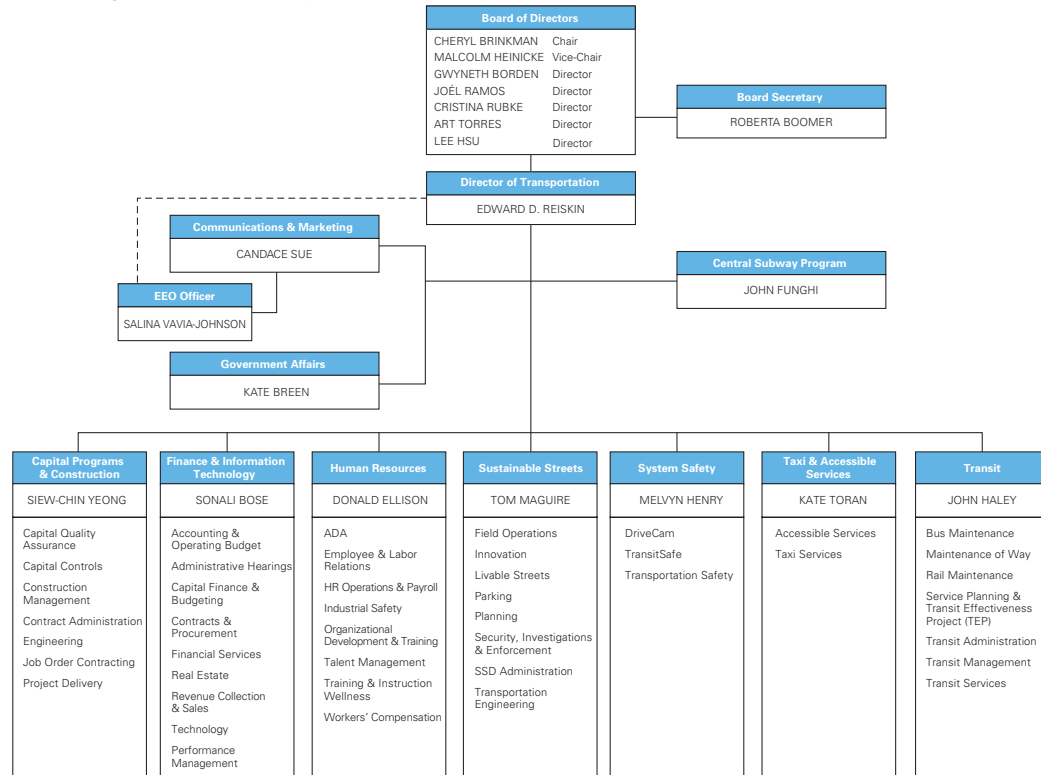 Board of Directors
CHERYL BRINKMAN Chair
MALCOLM HEINICKE Vice-Chair
GWYNETH BORDEN Director
JOÉL RAMOS Director
CRISTINA RUBKE Director
ART TORRES Director
LEE HSU Director
Board Secretary
ROBERTA BOOMER
Director of Transportation
EDWARD D. REISKIN
Communications & Marketing
CANDACE SUE
Central Subway Program
JOHN FUNGHI
EEO Officer
SALINA VAVIA-JOHNSON
Government Affairs
KATE BREEN
Capital Programs
& Construction
SIEW-CHIN YEONG
Capital Quality
Assurance
Capital Controls
Construction
Management
Contract Administration
Engineering
Job Order Contracting
Project Delivery
Finance & Information
Technology
SONALI BOSE
Accounting &
Operating Budget
Administrative Hearings
Capital Finance &
Budgeting
Contracts &
Procurement
Financial Services
Real Estate
Revenue Collection
& Sales
Technology
Performance
Management
Human Resources
DONALD ELLISON
ADA
Employee & Labor
Relations
HR Operations & Payroll
Industrial Safety
Organizational
Development & Training
Talent Management
Training & Instruction
Wellness
Workers' Compensation
Sustainable Streets
TOM MAGUIRE
Field Operations
Innovation
Livable Streets
Parking
Planning
Security, Investigations
& Enforcement
SSD Administration
Transportation
Engineering
System Safety
MELVYN HENRY
DriveCam
TransitSafe
Transportation Safety
Taxi & Accessible
Services
KATE TORAN
Accessible Services
Taxi Services
Transit
JOHN HALEY
Bus Maintenance
Maintenance of Way
Rail Maintenance
Service Planning &
Transit Effectiveness
Project (TEP)
Transit Administration
Transit Management
Transit Services